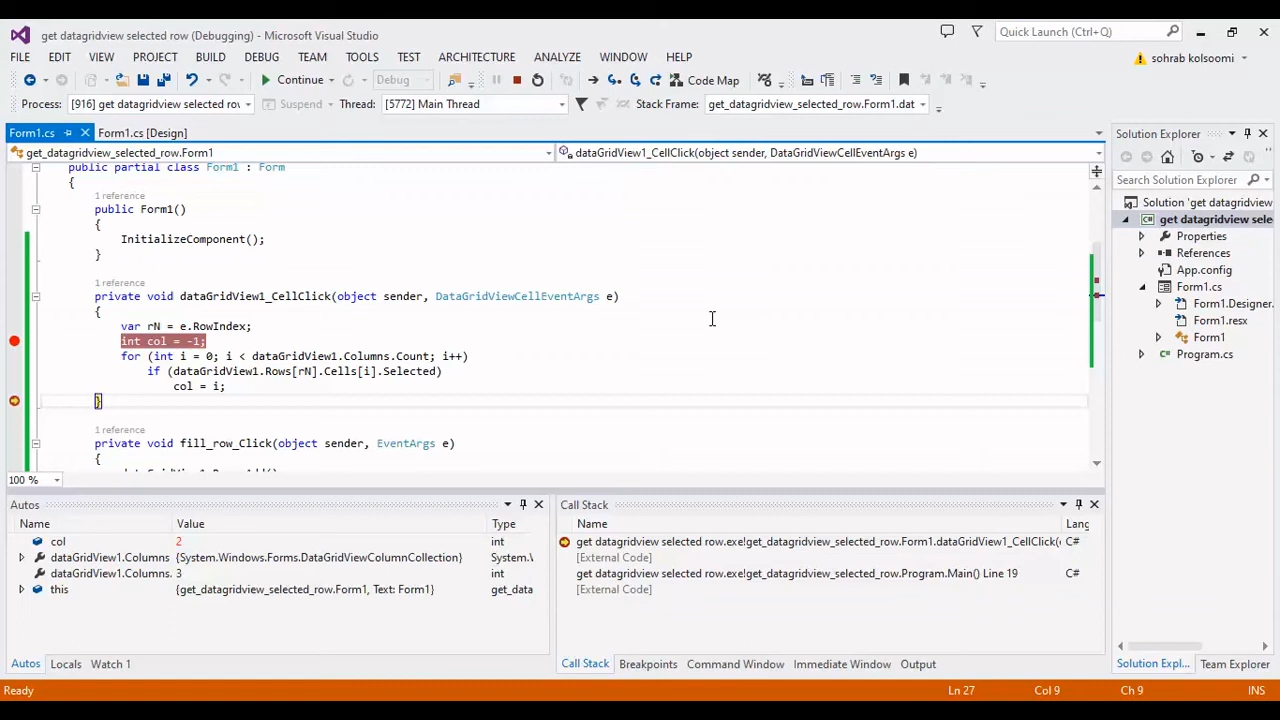 get datagridview selected row (Debugging) - Microsoft Visual Studio
Quick Launch (Ctrl+Q)
FILE EDIT VIEW PROJECT BUILD DEBUG TEAM TOOLS TEST ARCHITECTURE ANALYZE WINDOW HELP
sohrab kolsoomi
Continue Debug Code Map
Process: [916] get datagridview selected row Suspend Thread: [5772] Main Thread Stack Frame: get_datagridview_selected_row.Form1.dat
Form1.cs Form1.cs [Design]
get_datagridview_selected_row.Form1 dataGridView1_CellClick(object sender, DataGridViewCellEventArgs e)
public partial class Form1 : Form
{
1 reference
public Form1()
{
InitializeComponent();
}
1 reference
private void dataGridView1_CellClick(object sender, DataGridViewCellEventArgs e)
{
var rN = e.RowIndex;
int col = -1;
for (int i = 0; i < dataGridView1.Columns.Count; i++)
if (dataGridView1.Rows[rN].Cells[i].Selected)
col = i;
}
1 reference
private void fill_row_Click(object sender, EventArgs e)
{
100 %
Solution Explorer
Search Solution Explorer
Solution 'get datagridview
get datagridview sele
Properties
References
App.config
Form1.cs
Form1.Designer.
Form1.resx
Form1
Program.cs
Solution Expl... Team Explorer
Autos
Name Value Type
col 2 int
dataGridView1.Columns {System.Windows.Forms.DataGridViewColumnCollection} System.\
dataGridView1.Columns. 3 int
this {get_datagridview_selected_row.Form1, Text: Form1} get_data
Autos Locals Watch 1
Call Stack
Name Lang
get datagridview selected row.exe!get_datagridview_selected_row.Form1.dataGridView1_CellClick( C#
[External Code]
get datagridview selected row.exe!get_datagridview_selected_row.Program.Main() Line 19 C#
[External Code]
Call Stack Breakpoints Command Window Immediate Window Output
Ready Ln 27 Col 9 Ch 9 INS